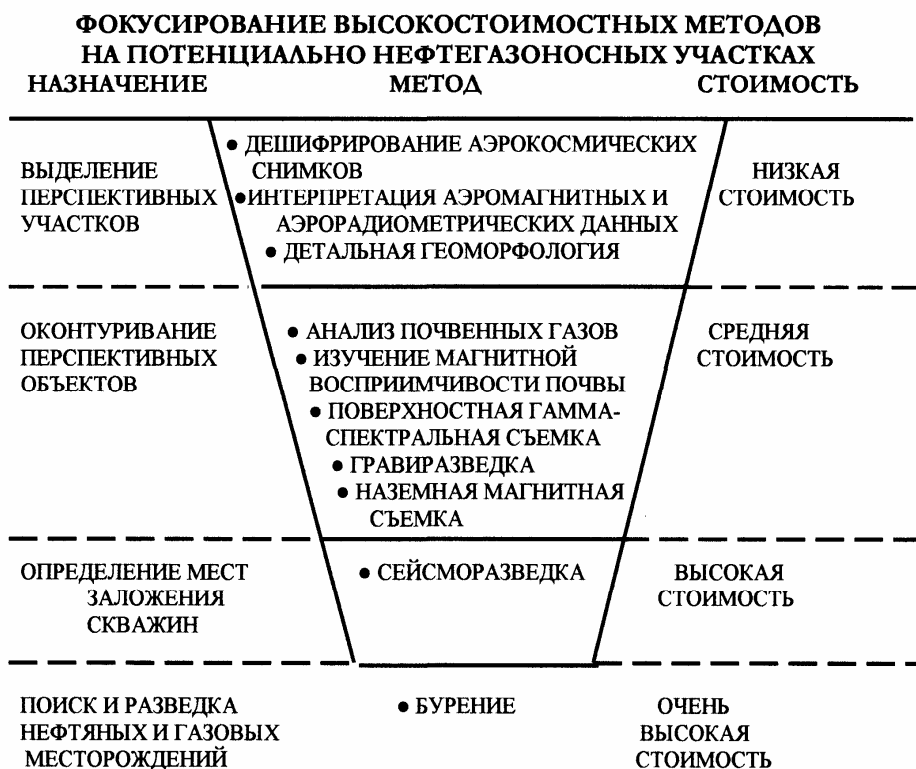 ФОКУСИРОВАНИЕ ВЫСОКОСТОИМОСТНЫХ МЕТОДОВ
НА ПОТЕНЦИАЛЬНО НЕФТЕГАЗОНОСНЫХ УЧАСТКАХ
НАЗНАЧЕНИЕ МЕТОД СТОИМОСТЬ
ВЫДЕЛЕНИЕ
ПЕРСПЕКТИВНЫХ
УЧАСТКОВ
• ДЕШИФРИРОВАНИЕ АЭРОКОСМИЧЕСКИХ
СНИМКОВ
• ИНТЕРПРЕТАЦИЯ АЭРОМАГНИТНЫХ И
АЭРОРАДИОМЕТРИЧЕСКИХ ДАННЫХ
• ДЕТАЛЬНАЯ ГЕОМОРФОЛОГИЯ
НИЗКАЯ
СТОИМОСТЬ
ОКОНТУРИВАНИЕ
ПЕРСПЕКТИВНЫХ
ОБЪЕКТОВ
• АНАЛИЗ ПОЧВЕННЫХ ГАЗОВ
• ИЗУЧЕНИЕ МАГНИТНОЙ
ВОСПРИИМЧИВОСТИ ПОЧВЫ
• ПОВЕРХНОСТНАЯ ГАММА-
СПЕКТРАЛЬНАЯ СЪЕМКА
• ГРАВИРАЗВЕДКА
• НАЗЕМНАЯ МАГНИТНАЯ
СЪЕМКА
СРЕДНЯЯ
СТОИМОСТЬ
ОПРЕДЕЛЕНИЕ МЕСТ
ЗАЛОЖЕНИЯ
СКВАЖИН
• СЕЙСМОРАЗВЕДКА
ВЫСОКАЯ
СТОИМОСТЬ
ПОИСК И РАЗВЕДКА
НЕФТЯНЫХ И ГАЗОВЫХ
МЕСТОРОЖДЕНИЙ
• БУРЕНИЕ
ОЧЕНЬ
ВЫСОКАЯ
СТОИМОСТЬ